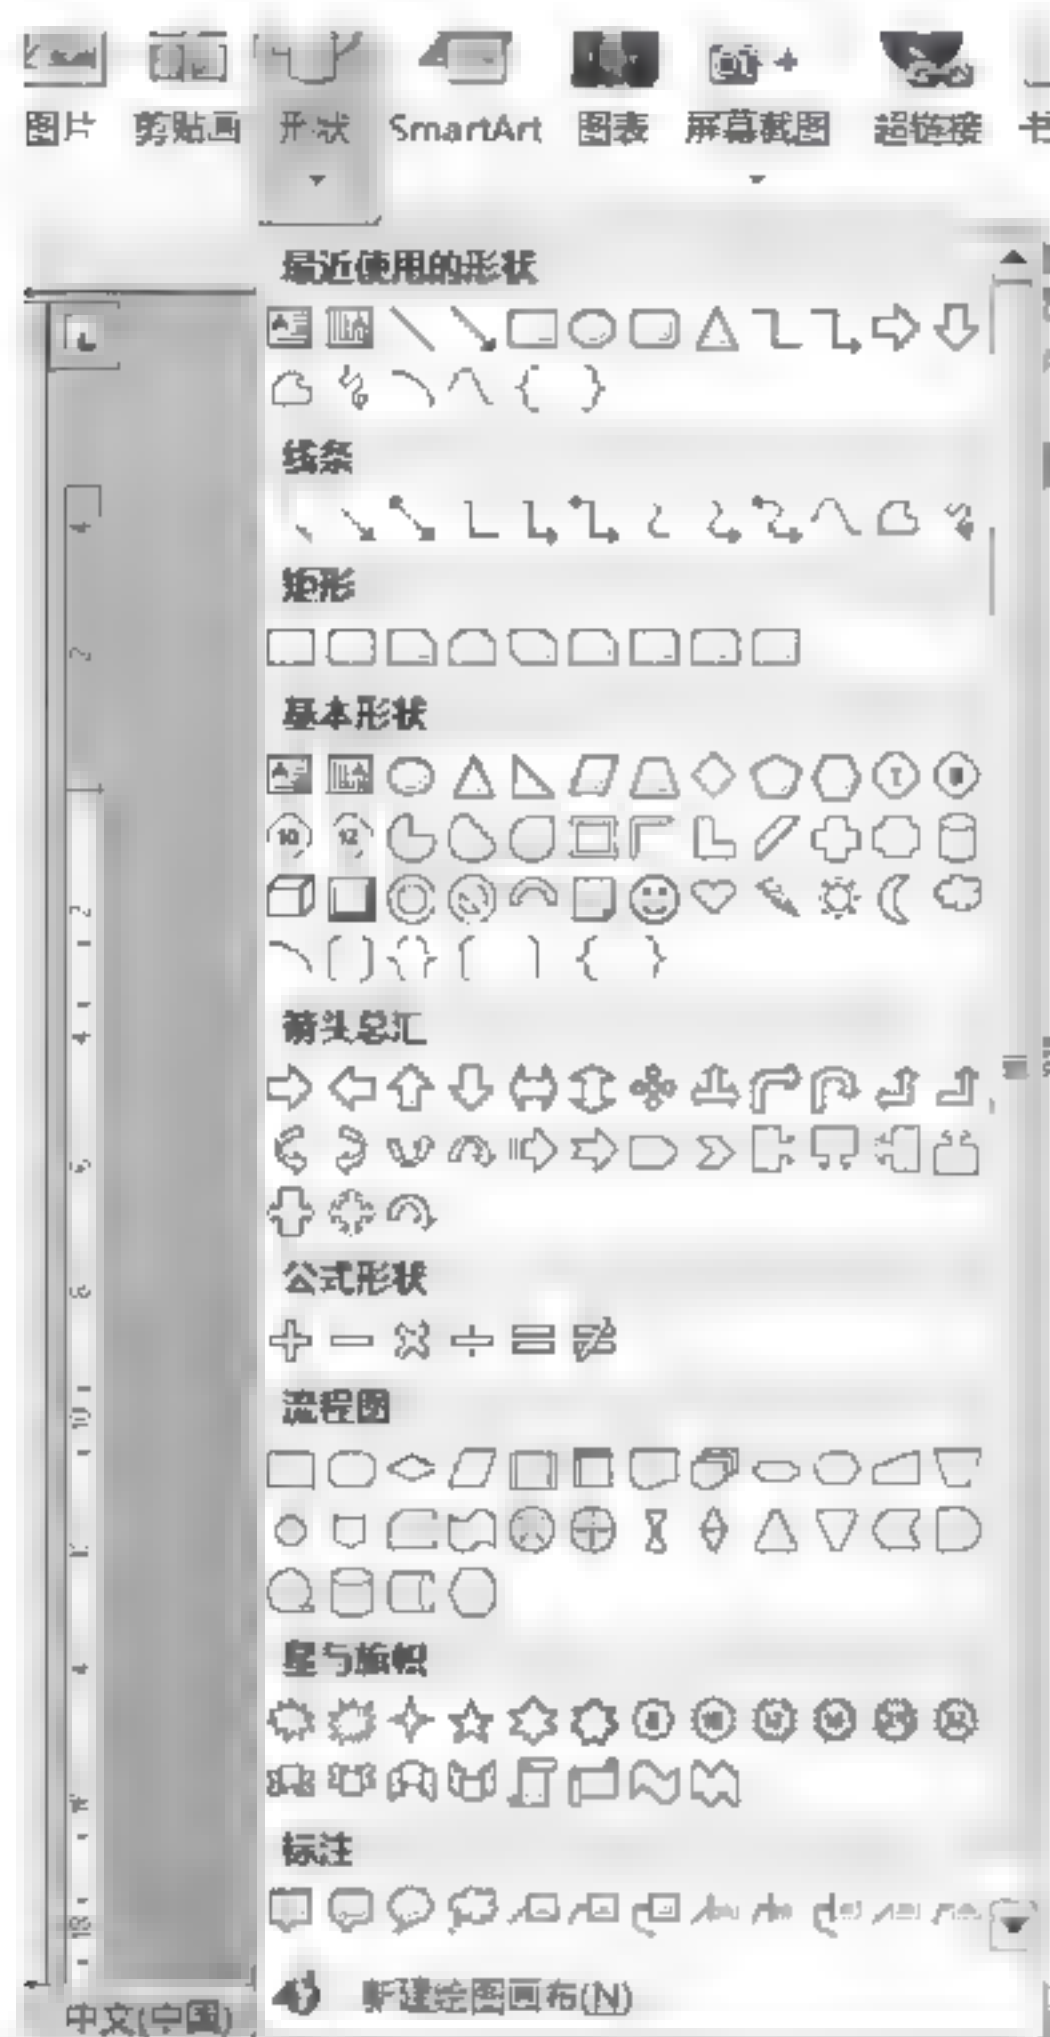 图片 剪贴画 形状 SmartArt 图表 屏幕截图 超链接 书
最近使用的形状
线条
矩形
基本形状
箭头总汇
公式形状
流程图
星与旗帜
标注
新建绘图画布(N)
中文(中国)